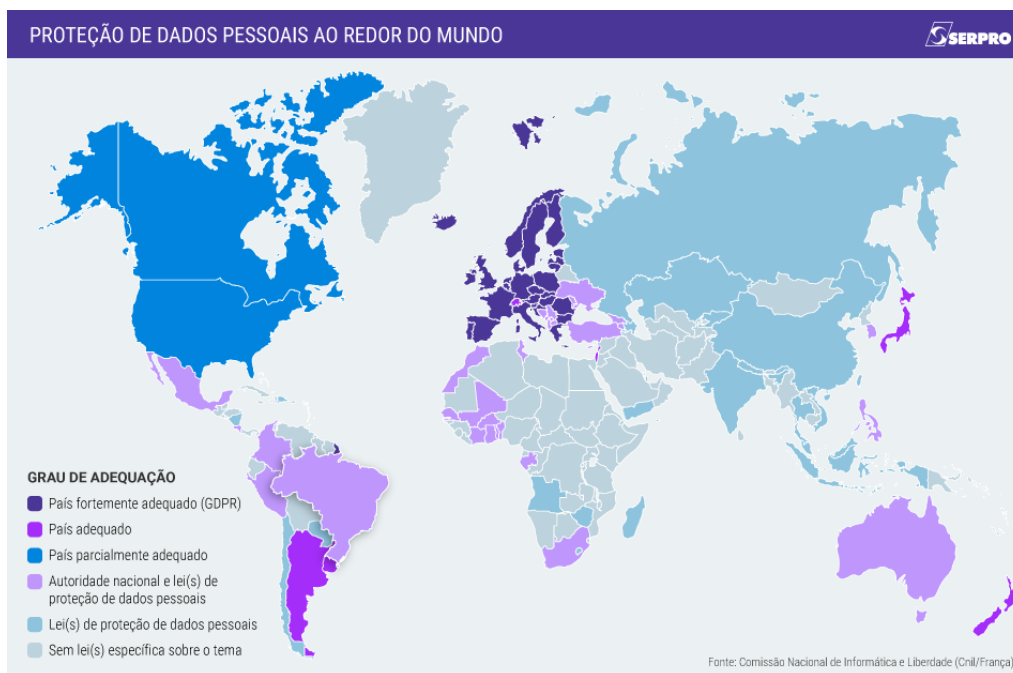 PROTEÇÃO DE DADOS PESSOAIS AO REDOR DO MUNDO
SERPRO
GRAU DE ADEQUAÇÃO
País fortemente adequado (GDPR)
País adequado
País parcialmente adequado
Autoridade nacional e lei(s) de
proteção de dados pessoais
Lei(s) de proteção de dados pessoais
Sem lei(s) específica sobre o tema
Fonte: Comissão Nacional de Informática e Liberdade (Cnil/França)